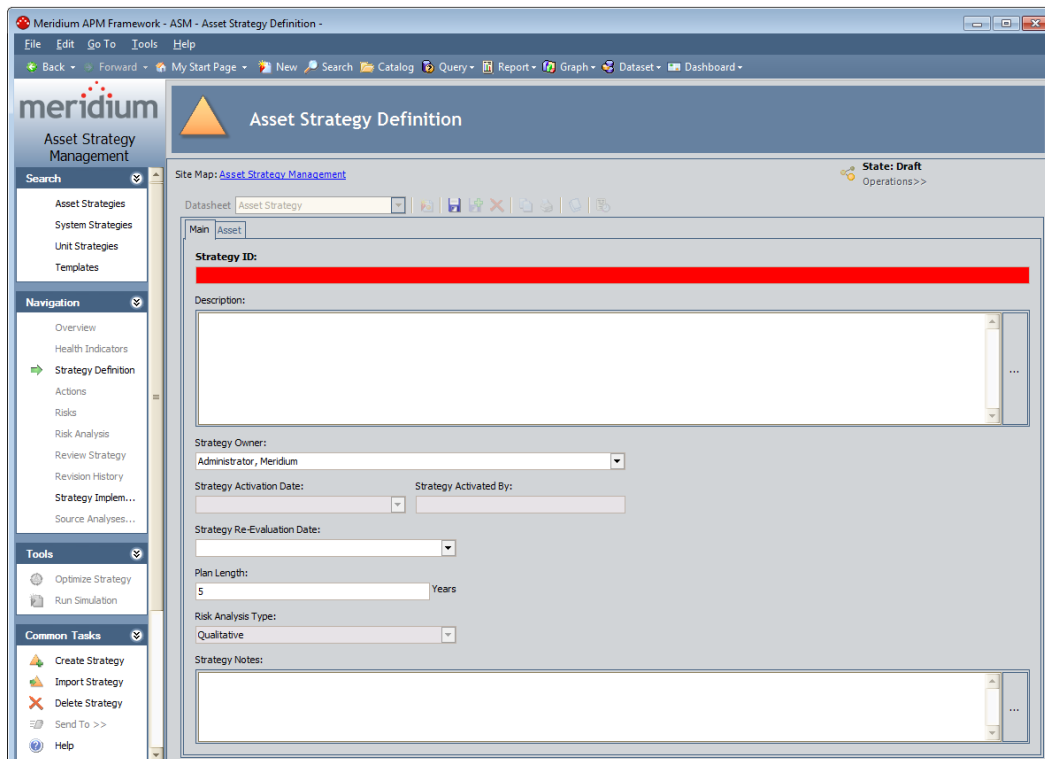 Meridium APM Framework - ASM - Asset Strategy Definition -
File Edit Go To Tools Help
Back Forward My Start Page New Search Catalog Query Report Graph Dataset Dashboard
meridium
Asset Strategy
Management
Asset Strategy Definition
Search
Asset Strategies
System Strategies
Unit Strategies
Templates
Navigation
Overview
Health Indicators
Strategy Definition
Actions
Risks
Risk Analysis
Review Strategy
Revision History
Strategy Implem...
Source Analyses...
Tools
Optimize Strategy
Run Simulation
Common Tasks
Create Strategy
Import Strategy
Delete Strategy
Send To >>
Help
Site Map: Asset Strategy Management
State: Draft
Operations>>
Datasheet Asset Strategy
Main Asset
Strategy ID:
Description:
...
Strategy Owner:
Administrator, Meridium
Strategy Activation Date: Strategy Activated By:
Strategy Re-Evaluation Date:
Plan Length:
5 Years
Risk Analysis Type:
Qualitative
Strategy Notes:
...